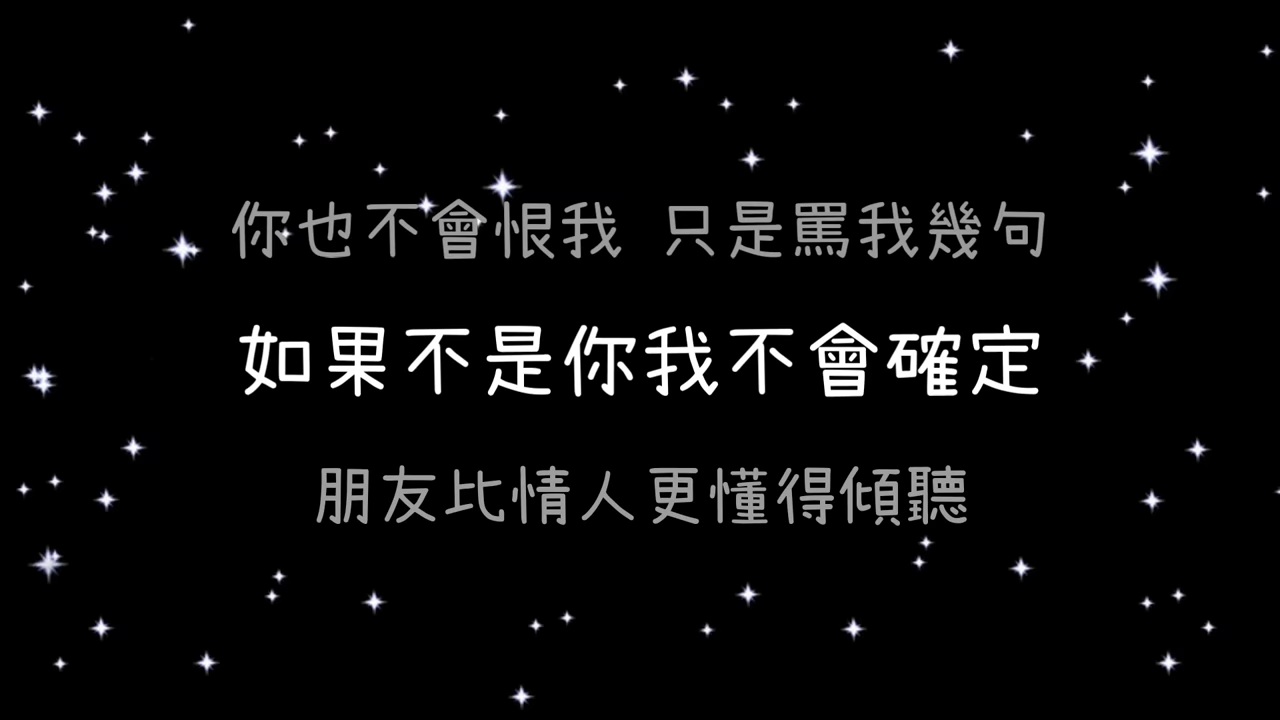 你也不會恨我 只是罵我幾句
如果不是你我不會確定
朋友比情人更懂得傾聽